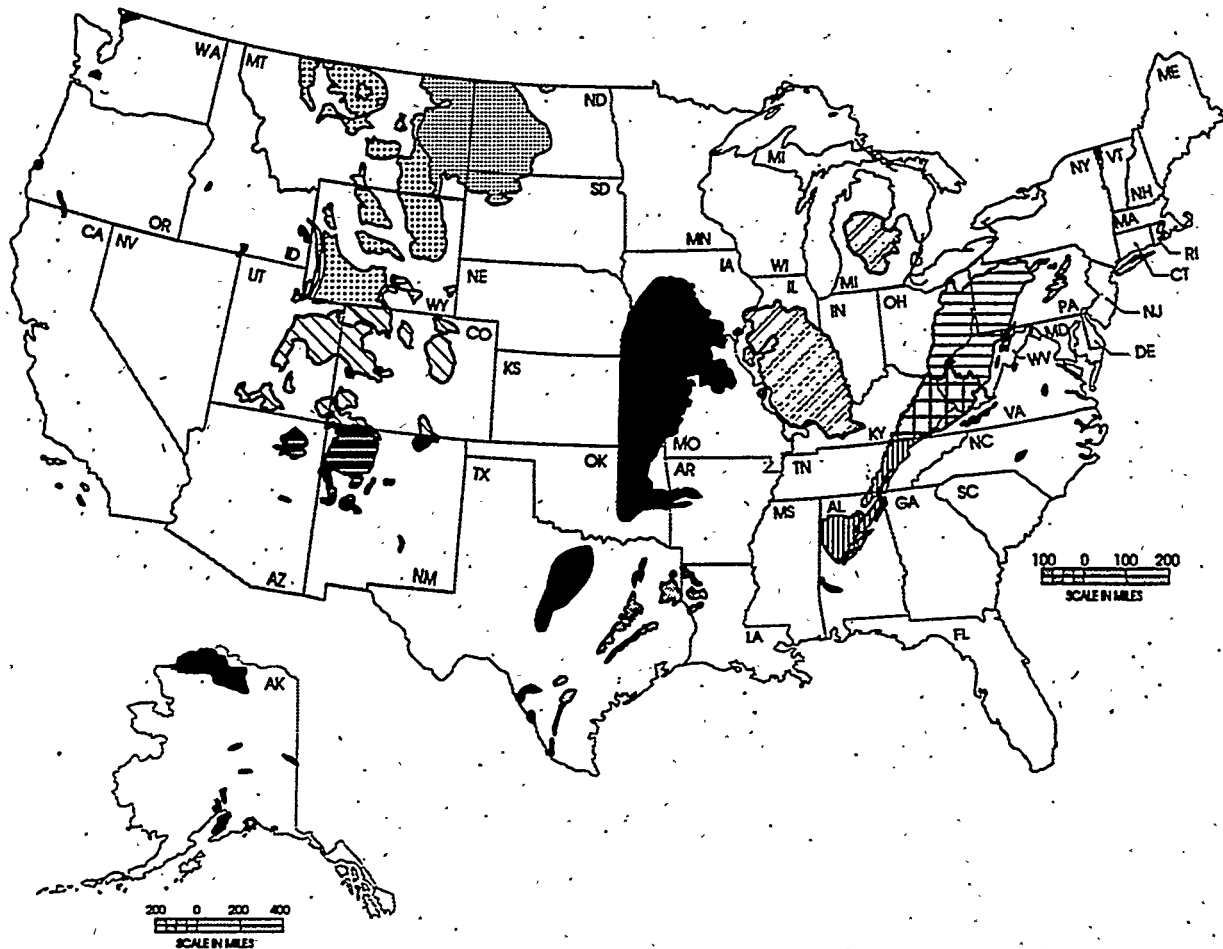 WA
MT
ND
ME
MI
NY
VT
NH
SD
OR
MA
CA
NV
ID
MN
RI
UT
WY
NE
IA
WI
MI
CT
IL
IN
OH
PA
NJ
CO
MD
DE
KS
WV
VA
MO
KY
NC
OK
AR
TN
TX
MS
AL
GA
SC
AZ
NM
100 0 100 200
SCALE IN MILES
LA
FL
AK
200 0 200 400
SCALE IN MILES